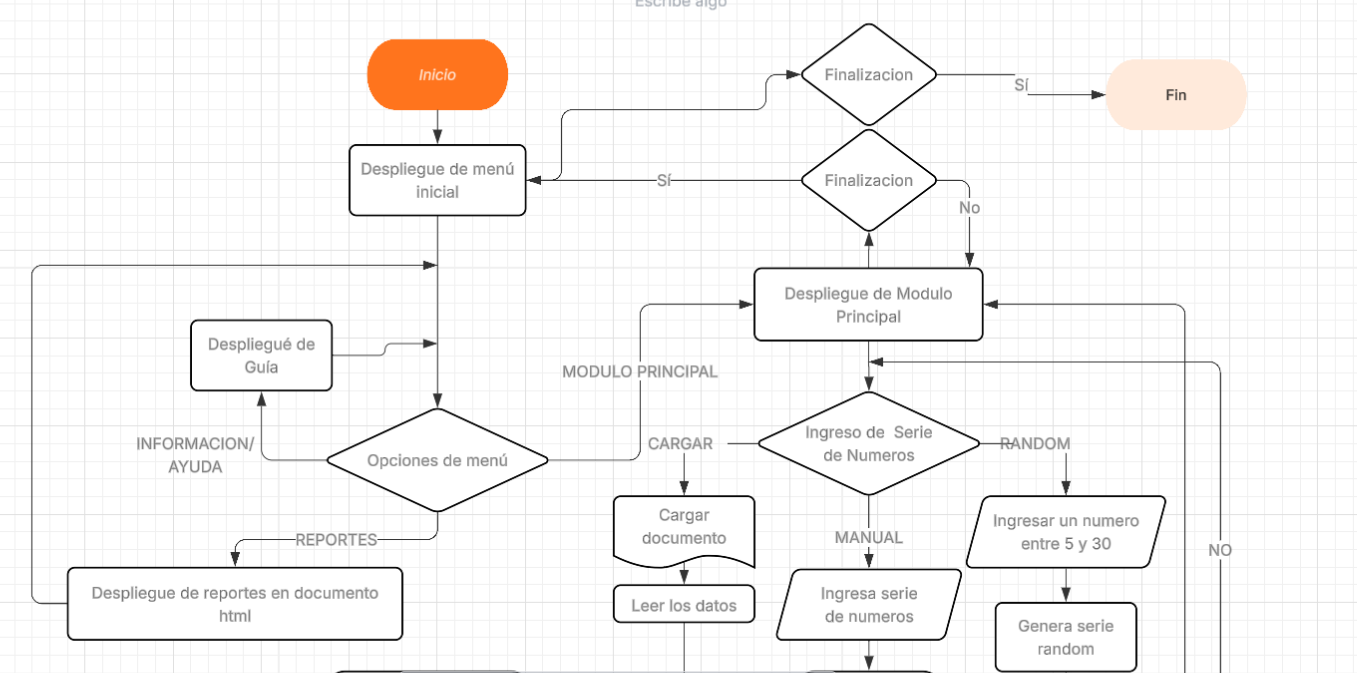 Escribe algo
Inicio
Finalizacion
Sí
Fin
Despliegue de menú
inicial
Sí
Finalizacion
No
Despliegue de Modulo
Principal
Despliegué de
Guía
MODULO PRINCIPAL
INFORMACION/
AYUDA
Opciones de menú
CARGAR
Ingreso de Serie
de Numeros
RANDOM
REPORTES
Cargar
documento
MANUAL
Ingresar un numero
entre 5 y 30
NO
Despliegue de reportes en documento
html
Leer los datos
Ingresa serie
de numeros
Genera serie
random